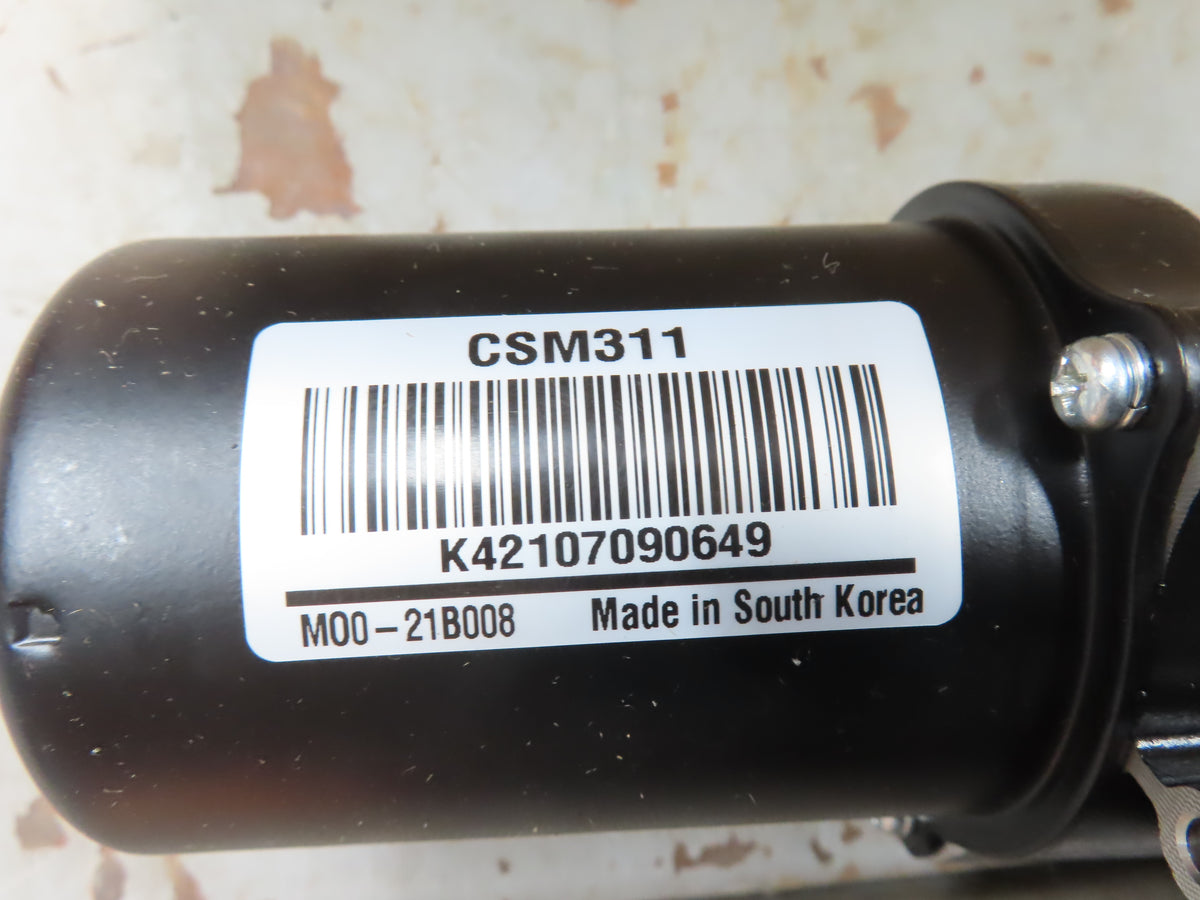 CSM311
K42107090649
M00-21B008 Made in South Korea